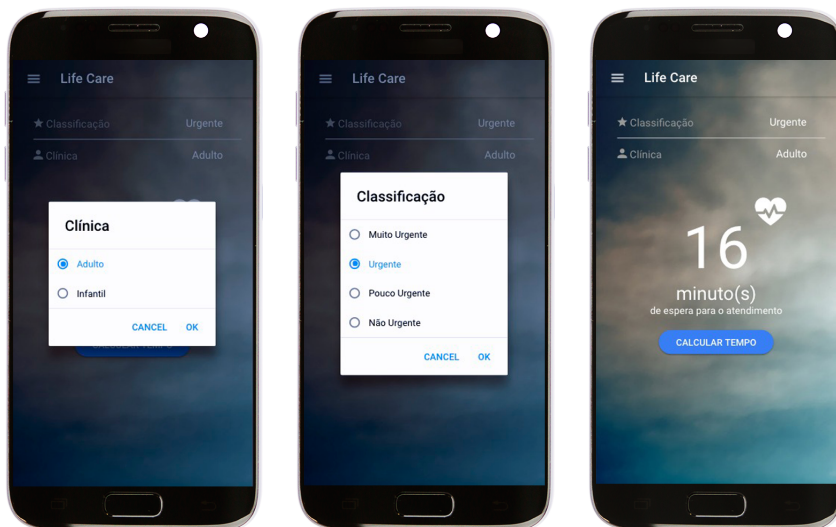 Life Care
Classificação Urgente
Clínica Adulto
Clínica
Adulto
Infantil
CANCEL OK
CALCULAR TEMPO
Life Care
Classificação Urgente
Clínica Adulto
Classificação
Muito Urgente
Urgente
Pouco Urgente
Não Urgente
CANCEL OK
Life Care
Classificação Urgente
Clínica Adulto
16
minuto(s)
de espera para o atendimento
CALCULAR TEMPO